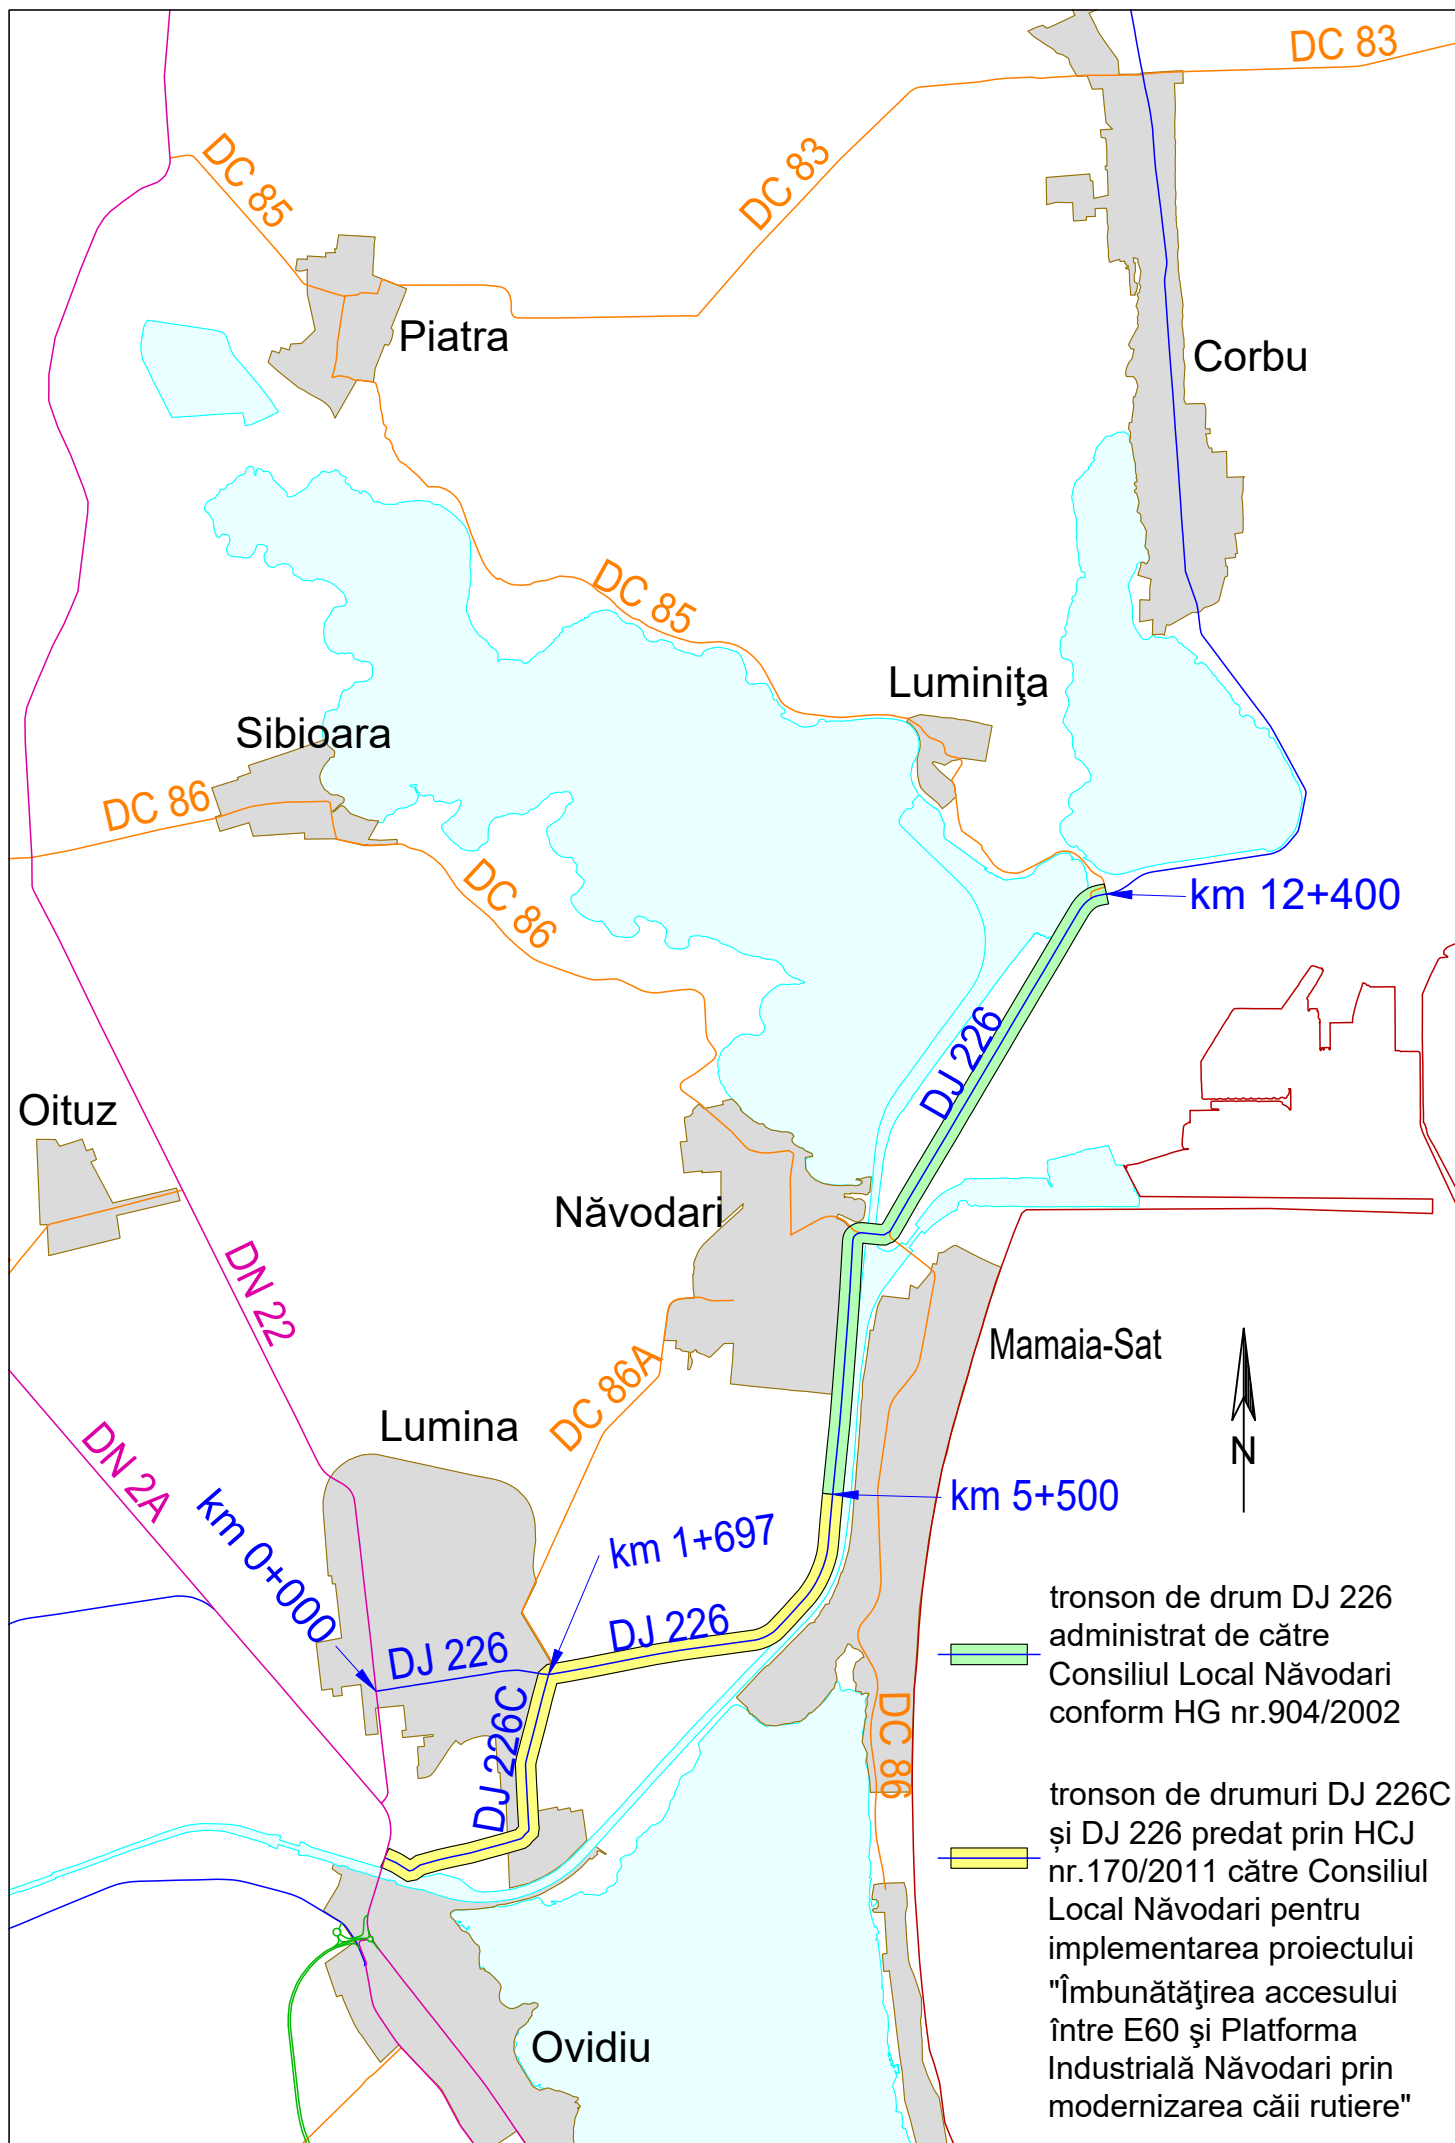 DC 83
DC 85
DC 83
Piatra
Corbu
DC 85
Luminiţa
Sibioara
DC 86
DC 86
km 12+400
DJ 226
Oituz
Năvodari
DN 22
Mamaia-Sat
DC 86A
Lumina
DN 2A
N
km 5+500
km 0+000
km 1+697
DJ 226
DJ 226
DJ 226C
DC 86
tronson de drum DJ 226
administrat de către
Consiliul Local Năvodari
conform HG nr.904/2002
tronson de drumuri DJ 226C
și DJ 226 predat prin HCJ
nr.170/2011 către Consiliul
Local Năvodari pentru
implementarea proiectului
"Îmbunătăţirea accesului
între E60 şi Platforma
Industrială Năvodari prin
modernizarea căii rutiere"
Ovidiu